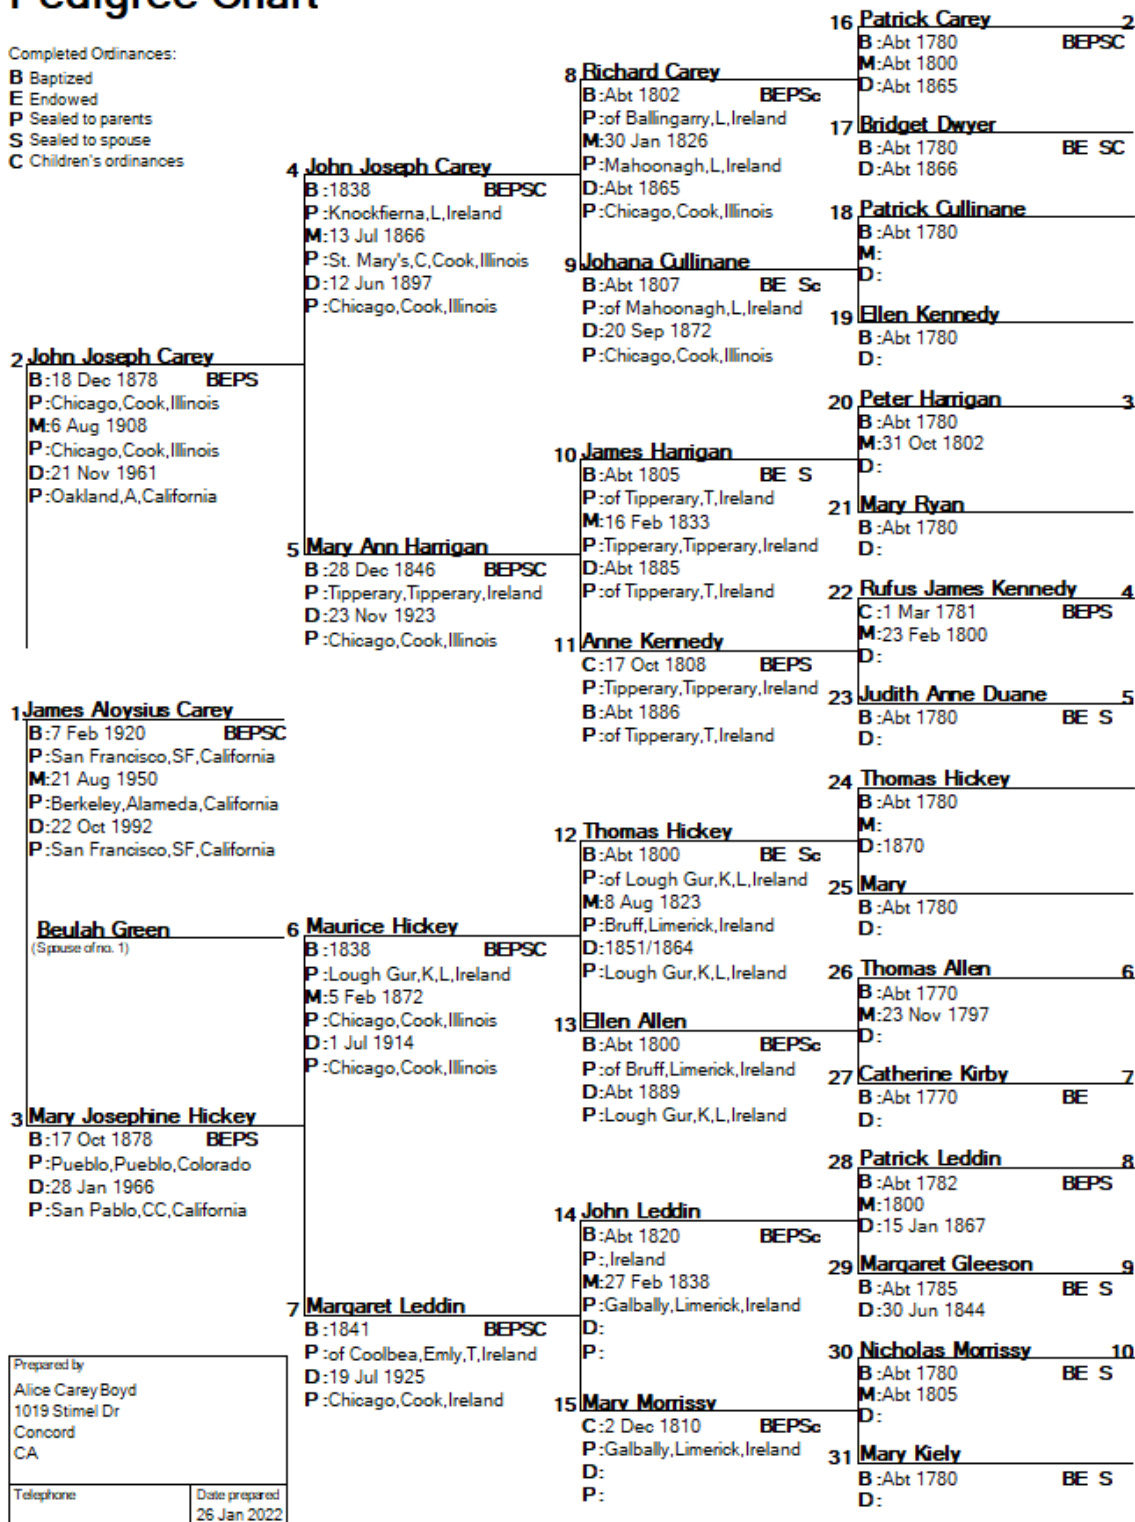 Pedigree Chart
Completed Ordinances:
B Baptized
E Endowed
P Sealed to parents
S Sealed to spouse
C Children's ordinances
2 John Joseph Carey
B:18 Dec 1878 BEPS
P:Chicago,Cook,Illinois
M:6 Aug 1908
P:Chicago,Cook,Illinois
D:21 Nov 1961
P:Oakland,A,California
1 James Aloysius Carey
B:7 Feb 1920 BEPSC
P:San Francisco,SF,California
M:21 Aug 1950
P:Berkeley,Alameda,California
D:22 Oct 1992
P:San Francisco,SF,California
Beulah Green
(Spouse of no. 1)
3 Mary Josephine Hickey
B:17 Oct 1878 BEPS
P:Pueblo,Pueblo,Colorado
D:28 Jan 1966
P:San Pablo,CC,California
Prepared by
Alice Carey Boyd
1019 Stimel Dr
Concord
CA
Telephone
Date prepared
26 Jan 2022
4 John Joseph Carey
B:1838 BEPSC
P:Knockfierna,L,Ireland
M:13 Jul 1866
P:St. Mary's,C,Cook,Illinois
D:12 Jun 1897
P:Chicago,Cook,Illinois
5 Mary Ann Harrigan
B:28 Dec 1846 BEPSC
P:Tipperary,Tipperary,Ireland
D:23 Nov 1923
P:Chicago,Cook,Illinois
6 Maurice Hickey
B:1838 BEPSC
P:Lough Gur,K,L,Ireland
M:5 Feb 1872
P:Chicago,Cook,Illinois
D:1 Jul 1914
P:Chicago,Cook,Illinois
7 Margaret Leddin
B:1841 BEPSC
P:of Coolbea,Emly,T,Ireland
D:19 Jul 1925
P:Chicago,Cook,Ireland
8 Richard Carey
B:Abt 1802 BEPSc
P:of Ballingarry,L,Ireland
M:30 Jan 1826
P:Mahoonagh,L,Ireland
D:Abt 1865
P:Chicago,Cook,Illinois
9 Johana Cullinane
B:Abt 1807 BE Sc
P:of Mahoonagh,L,Ireland
D:20 Sep 1872
P:Chicago,Cook,Illinois
10 James Harrigan
B:Abt 1805 BE S
P:of Tipperary,T,Ireland
M:16 Feb 1833
P:Tipperary,Tipperary,Ireland
D:Abt 1885
P:of Tipperary,T,Ireland
11 Anne Kennedy
C:17 Oct 1808 BEPS
P:Tipperary,Tipperary,Ireland
B:Abt 1886
P:of Tipperary,T,Ireland
12 Thomas Hickey
B:Abt 1800 BE Sc
P:of Lough Gur,K,L,Ireland
M:8 Aug 1823
P:Bruff,Limerick,Ireland
D:1851/1864
P:Lough Gur,K,L,Ireland
13 Ellen Allen
B:Abt 1800 BEPSc
P:of Bruff,Limerick,Ireland
D:Abt 1889
P:Lough Gur,K,L,Ireland
14 John Leddin
B:Abt 1820 BEPSc
P:,Ireland
M:27 Feb 1838
P:Galbally,Limerick,Ireland
D:
P:
15 Mary Morrissy
C:2 Dec 1810 BEPSc
P:Galbally,Limerick,Ireland
D:
P:
16 Patrick Carey 2
B:Abt 1780 BEPSC
M:Abt 1800
D:Abt 1865
17 Bridget Dwyer
B:Abt 1780 BE SC
D:Abt 1866
18 Patrick Cullinane
B:Abt 1780
M:
D:
19 Ellen Kennedy
B:Abt 1780
D:
20 Peter Harrigan 3
B:Abt 1780
M:31 Oct 1802
D:
21 Mary Ryan
B:Abt 1780
D:
22 Rufus James Kennedy 4
C:1 Mar 1781 BEPS
M:23 Feb 1800
D:
23 Judith Anne Duane 5
B:Abt 1780 BE S
D:
24 Thomas Hickey
B:Abt 1780
M:
D:1870
25 Mary
B:Abt 1780
D:
26 Thomas Allen 6
B:Abt 1770
M:23 Nov 1797
D:
27 Catherine Kirby 7
B:Abt 1770 BE
D:
28 Patrick Leddin 8
B:Abt 1782 BEPS
M:1800
D:15 Jan 1867
29 Margaret Gleeson 9
B:Abt 1785 BE S
D:30 Jun 1844
30 Nicholas Morrissy 10
B:Abt 1780 BE S
M:Abt 1805
D:
31 Mary Kiely
B:Abt 1780 BE S
D: